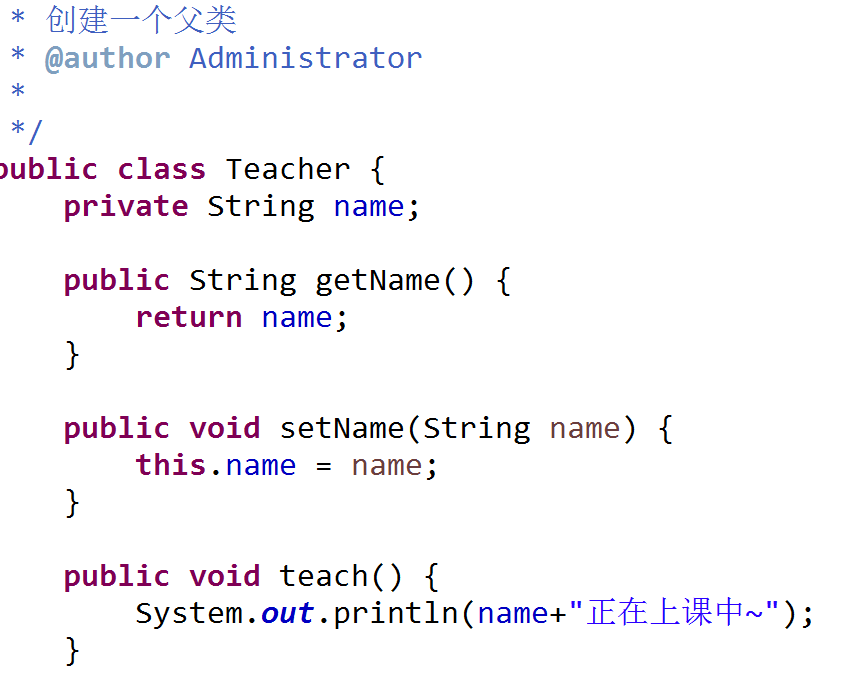 * 创建一个父类
* @author Administrator
*
*/
public class Teacher {
private String name;
public String getName() {
return name;
}
public void setName(String name) {
this.name = name;
}
public void teach() {
System.out.println(name+"正在上课中~");
}